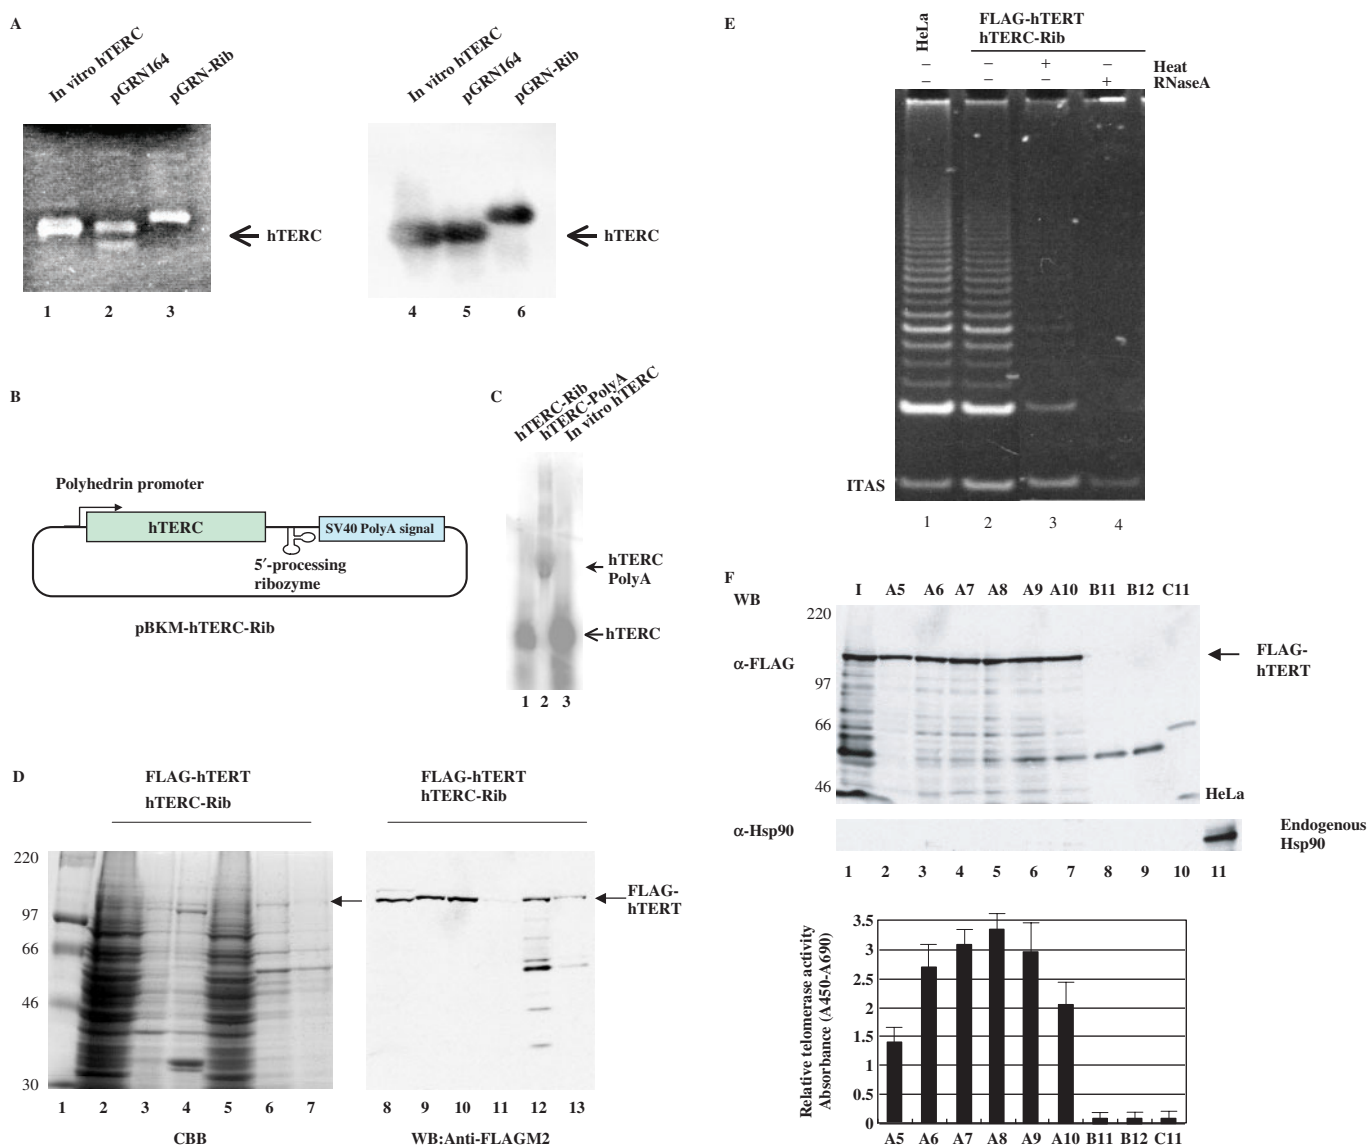 A
In vitro hTERC
pGRN164
pGRN-Rib
hTERC
1 2 3
In vitro hTERC
pGRN164
pGRN-Rib
hTERC
4 5 6
B
Polyhedrin promoter
hTERC
SV40 PolyA signal
5′-processing
ribozyme
pBKM-hTERC-Rib
C
hTERC-Rib
hTERC-PolyA
In vitro hTERC
hTERC
PolyA
hTERC
1 2 3
D
FLAG-hTERT
hTERC-Rib
220
97
66
46
30
1 2 3 4 5 6 7
CBB
FLAG-hTERT
hTERC-Rib
FLAG-
hTERT
8 9 10 11 12 13
WB:Anti-FLAGM2
E
HeLa
FLAG-hTERT
hTERC-Rib
– – + – Heat
– – – + RNaseA
ITAS
1 2 3 4
F
WB
I A5 A6 A7 A8 A9 A10 B11 B12 C11
220
α-FLAG
97
66
46
FLAG-
hTERT
HeLa
α-Hsp90
Endogenous
Hsp90
1 2 3 4 5 6 7 8 9 10 11
Relative telomerase activity
Absorbance (A450-A690)
3.5
3
2.5
2
1.5
1
0.5
0
A5 A6 A7 A8 A9 A10 B11 B12 C11